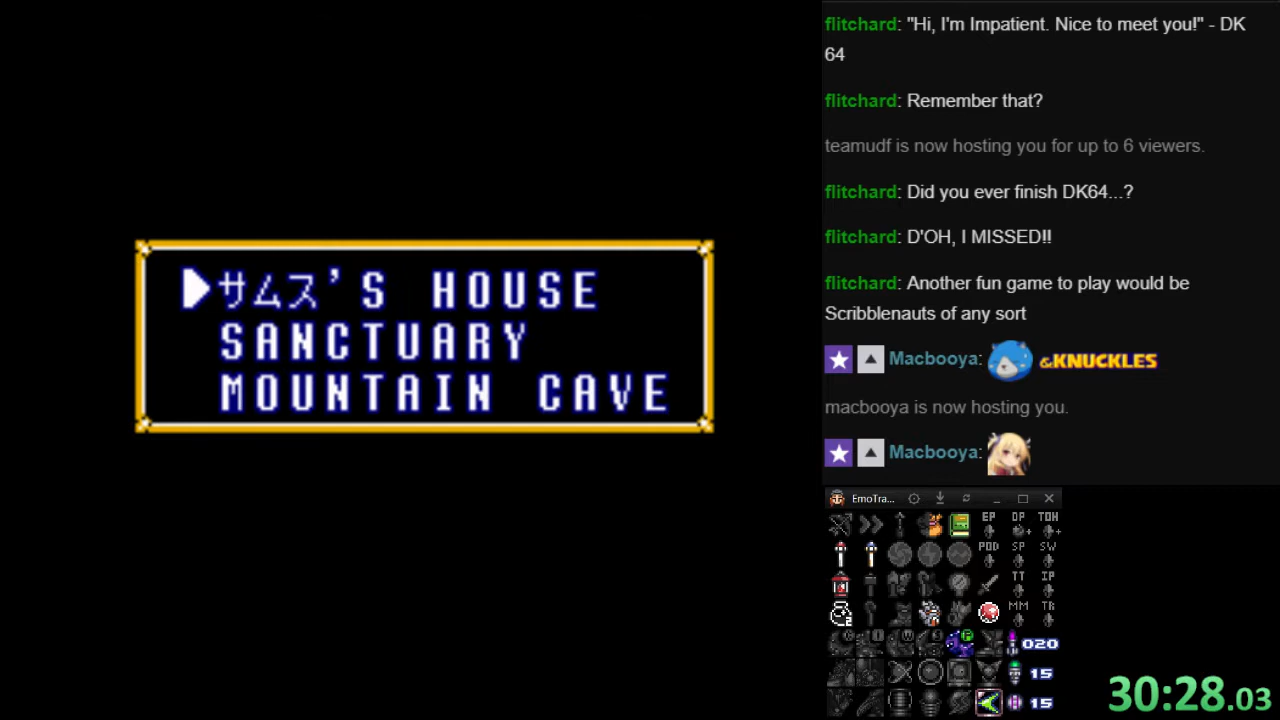 サムス'S HOUSE
SANCTUARY
MOUNTAIN CAVE
flitchard: "Hi, I'm Impatient. Nice to meet you!" - DK
64
flitchard: Remember that?
teamudf is now hosting you for up to 6 viewers.
flitchard: Did you ever finish DK64...?
flitchard: D'OH, I MISSED!!
flitchard: Another fun game to play would be
Scribblenauts of any sort
Macbooya: &KNUCKLES
macbooya is now hosting you.
Macbooya:
EmoTra...
EP DP TOH
POD SP SW
TT IP
MM TR
020
15
15
30:28.03